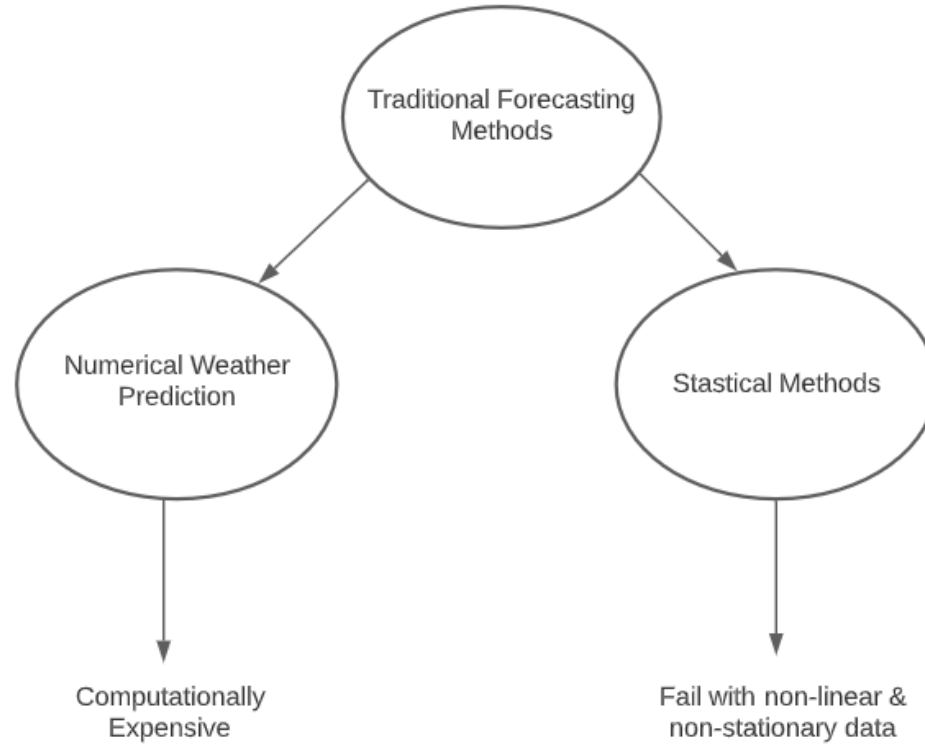 Traditional Forecasting
Methods
Numerical Weather
Prediction
Stastical Methods
Computationally
Expensive
Fail with non-linear &
non-stationary data